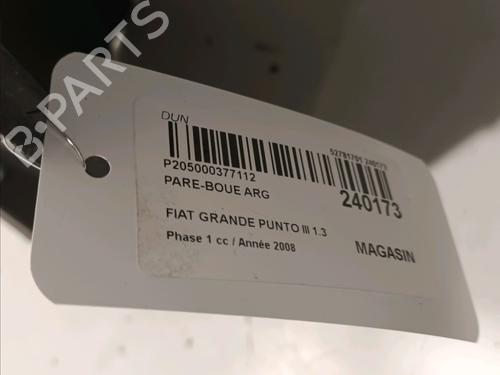 B-PARTS
DUN
52781701 240173
P205000377112
PARE-BOUE ARG
240173
FIAT GRANDE PUNTO III 1.3
Phase 1 cc / Année 2008
MAGASIN